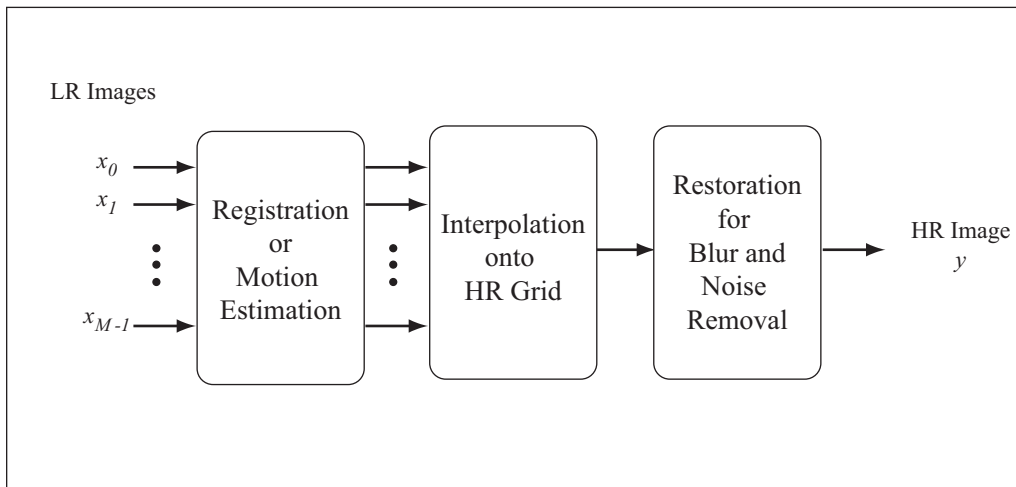 LR Images
x0
x1
xM-1
Registration
or
Motion
Estimation
Interpolation
onto
HR Grid
Restoration
for
Blur and
Noise
Removal
HR Image
y